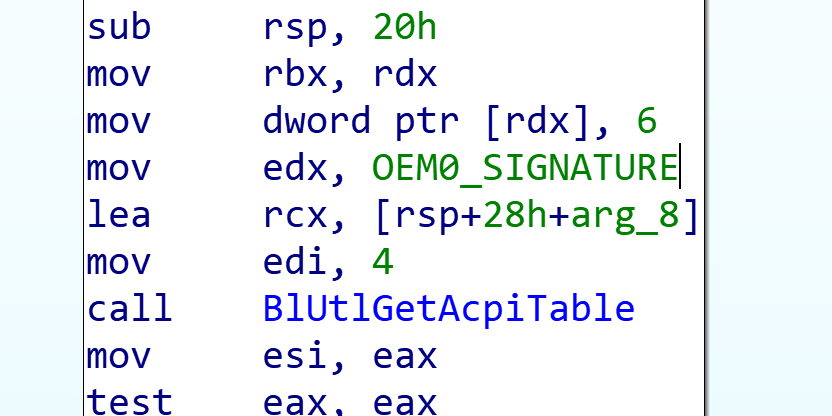 sub rsp, 20h
mov rbx, rdx
mov dword ptr [rdx], 6
mov edx, OEM0_SIGNATURE
lea rcx, [rsp+28h+arg_8]
mov edi, 4
call BlUtlGetAcpiTable
mov esi, eax
test eax, eax